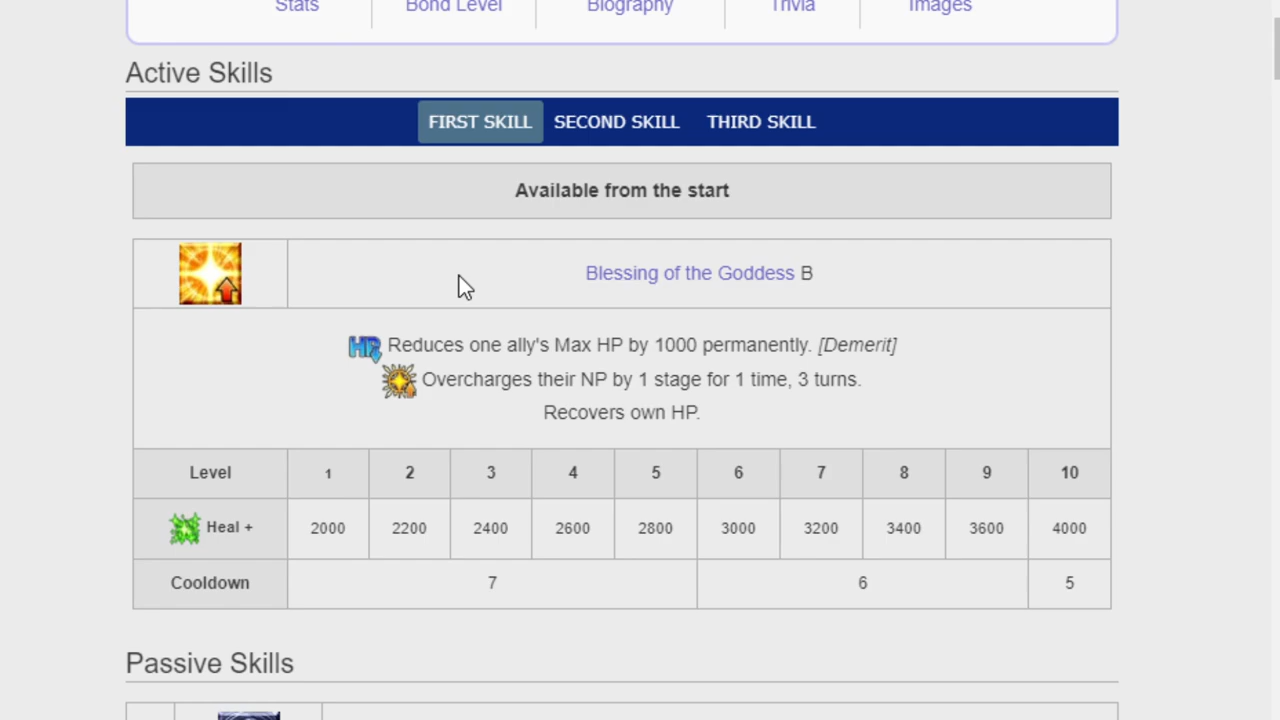 Stats Bond Level Biography Trivia Images
Active Skills
FIRST SKILL SECOND SKILL THIRD SKILL
Available from the start
Blessing of the Goddess B
HP Reduces one ally's Max HP by 1000 permanently. [Demerit]
Overcharges their NP by 1 stage for 1 time, 3 turns.
Recovers own HP.
Level 1 2 3 4 5 6 7 8 9 10
Heal + 2000 2200 2400 2600 2800 3000 3200 3400 3600 4000
Cooldown 7 6 5
Passive Skills